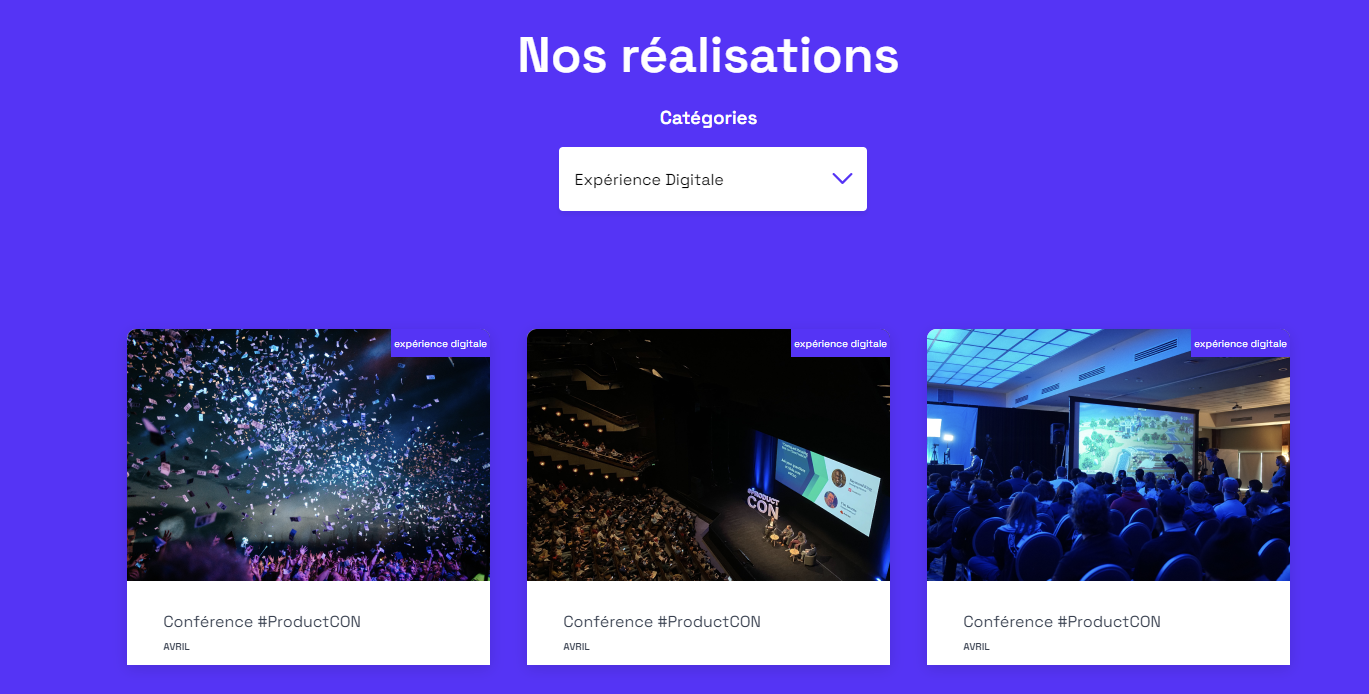 Nos réalisations
Catégories
Expérience Digitale
expérience digitale
expérience digitale
expérience digitale
#PRODUCT
CON
Conférence #ProductCON
AVRIL
Conférence #ProductCON
AVRIL
Conférence #ProductCON
AVRIL